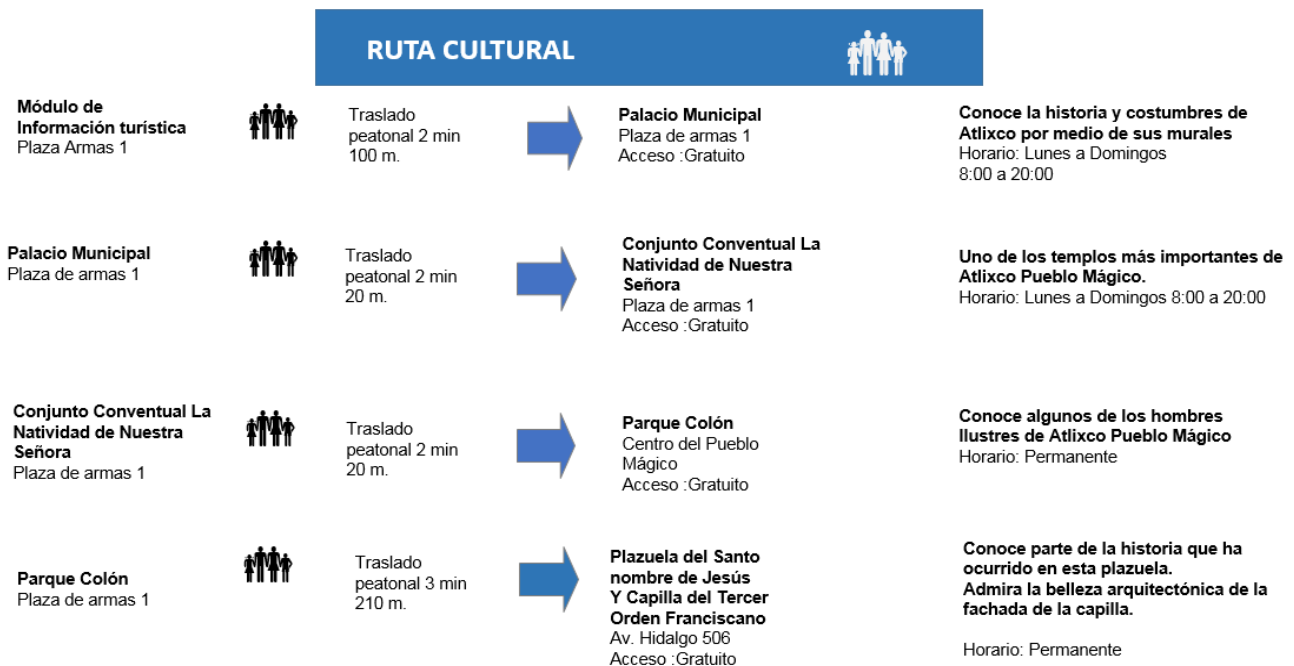 RUTA CULTURAL
Módulo de
Información turística
Plaza Armas 1
Traslado
peatonal 2 min
100 m.
Palacio Municipal
Plaza de armas 1
Acceso :Gratuito
Conoce la historia y costumbres de
Atlixco por medio de sus murales
Horario: Lunes a Domingos
8:00 a 20:00
Palacio Municipal
Plaza de armas 1
Traslado
peatonal 2 min
20 m.
Conjunto Conventual La
Natividad de Nuestra
Señora
Plaza de armas 1
Acceso :Gratuito
Uno de los templos más importantes de
Atlixco Pueblo Mágico.
Horario: Lunes a Domingos 8:00 a 20:00
Conjunto Conventual La
Natividad de Nuestra
Señora
Plaza de armas 1
Traslado
peatonal 2 min
20 m.
Parque Colón
Centro del Pueblo
Mágico
Acceso :Gratuito
Conoce algunos de los hombres
Ilustres de Atlixco Pueblo Mágico
Horario: Permanente
Parque Colón
Plaza de armas 1
Traslado
peatonal 3 min
210 m.
Plazuela del Santo
nombre de Jesús
Y Capilla del Tercer
Orden Franciscano
Av. Hidalgo 506
Acceso :Gratuito
Conoce parte de la historia que ha
ocurrido en esta plazuela.
Admira la belleza arquitectónica de la
fachada de la capilla.
Horario: Permanente